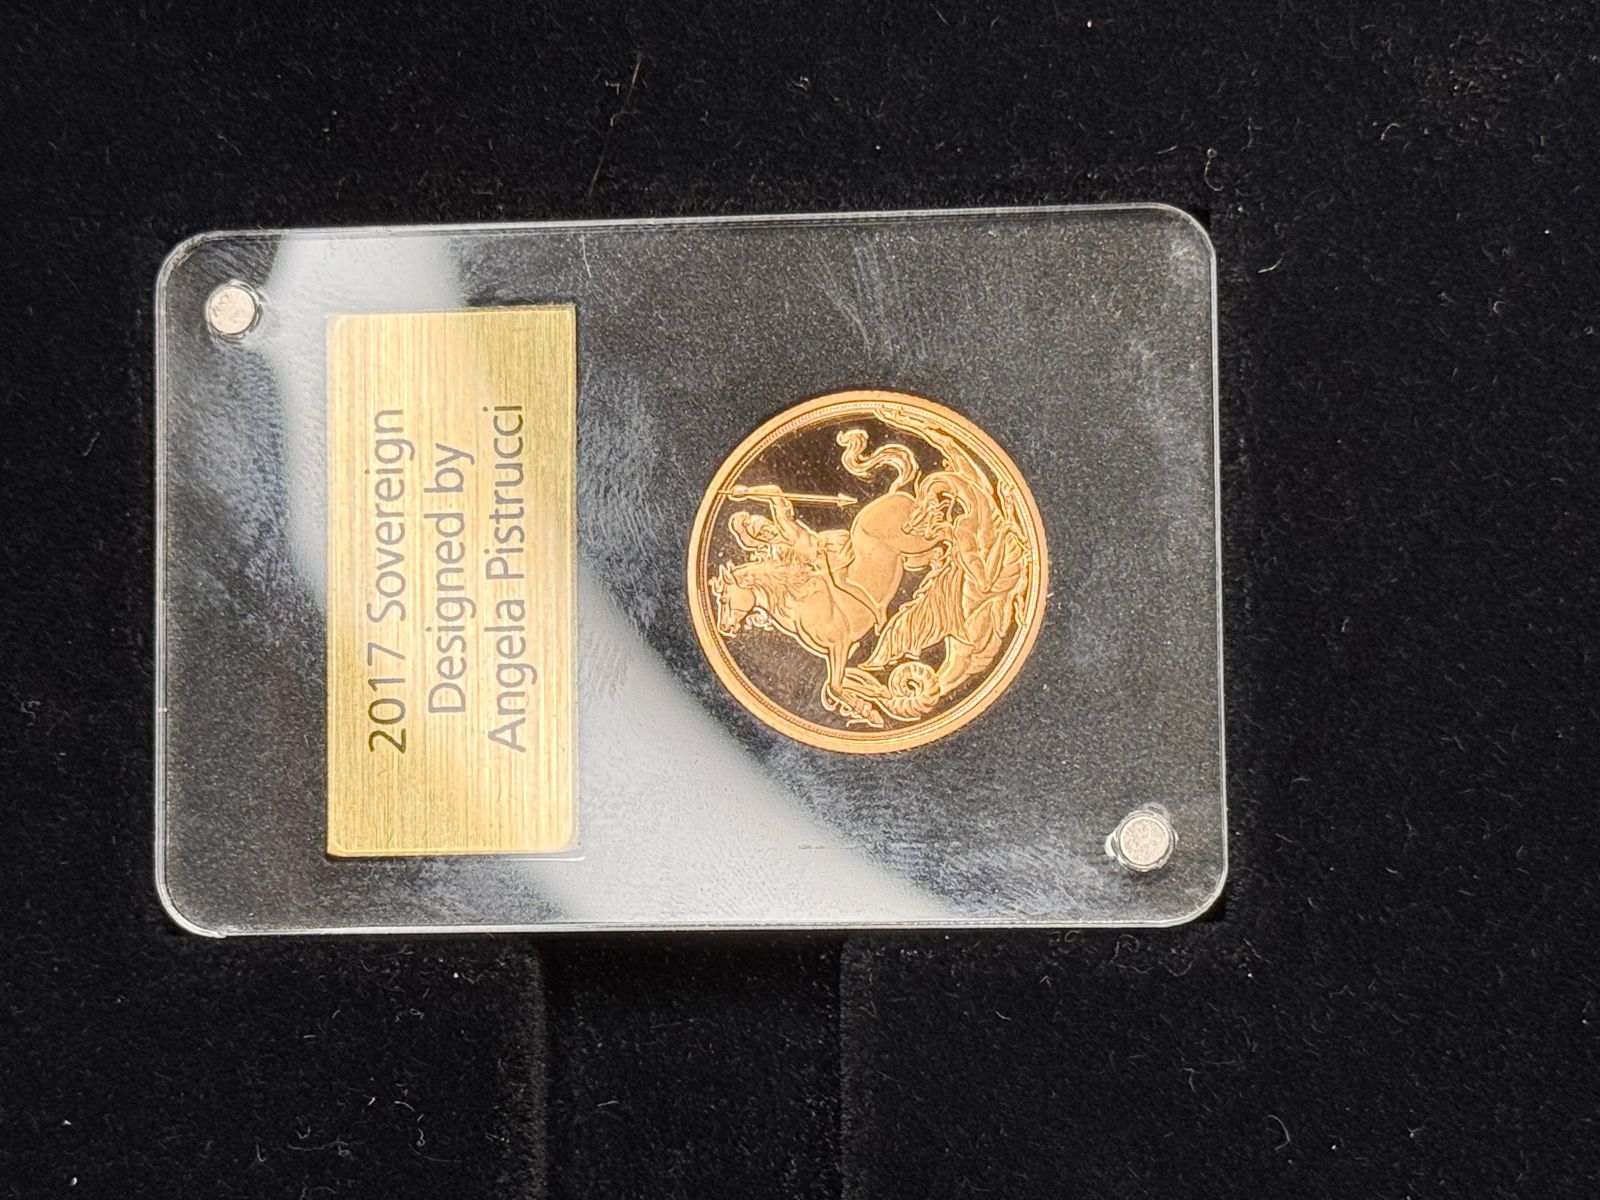 2017 Sovereign
Designed by
Angela Pistrucci